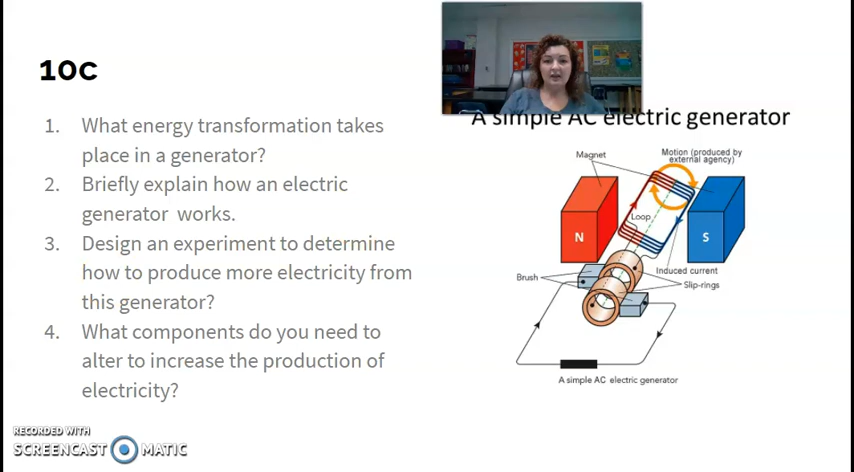 10c
1. What energy transformation takes
place in a generator?
2. Briefly explain how an electric
generator works.
3. Design an experiment to determine
how to produce more electricity from
this generator?
4. What components do you need to
alter to increase the production of
electricity?
A simple AC electric generator
Magnet
Motion (produced by
external agency)
Loop
N
S
Induced current
Brush
Slip-rings
A simple AC electric generator
RECORDED WITH
SCREENCAST MATIC